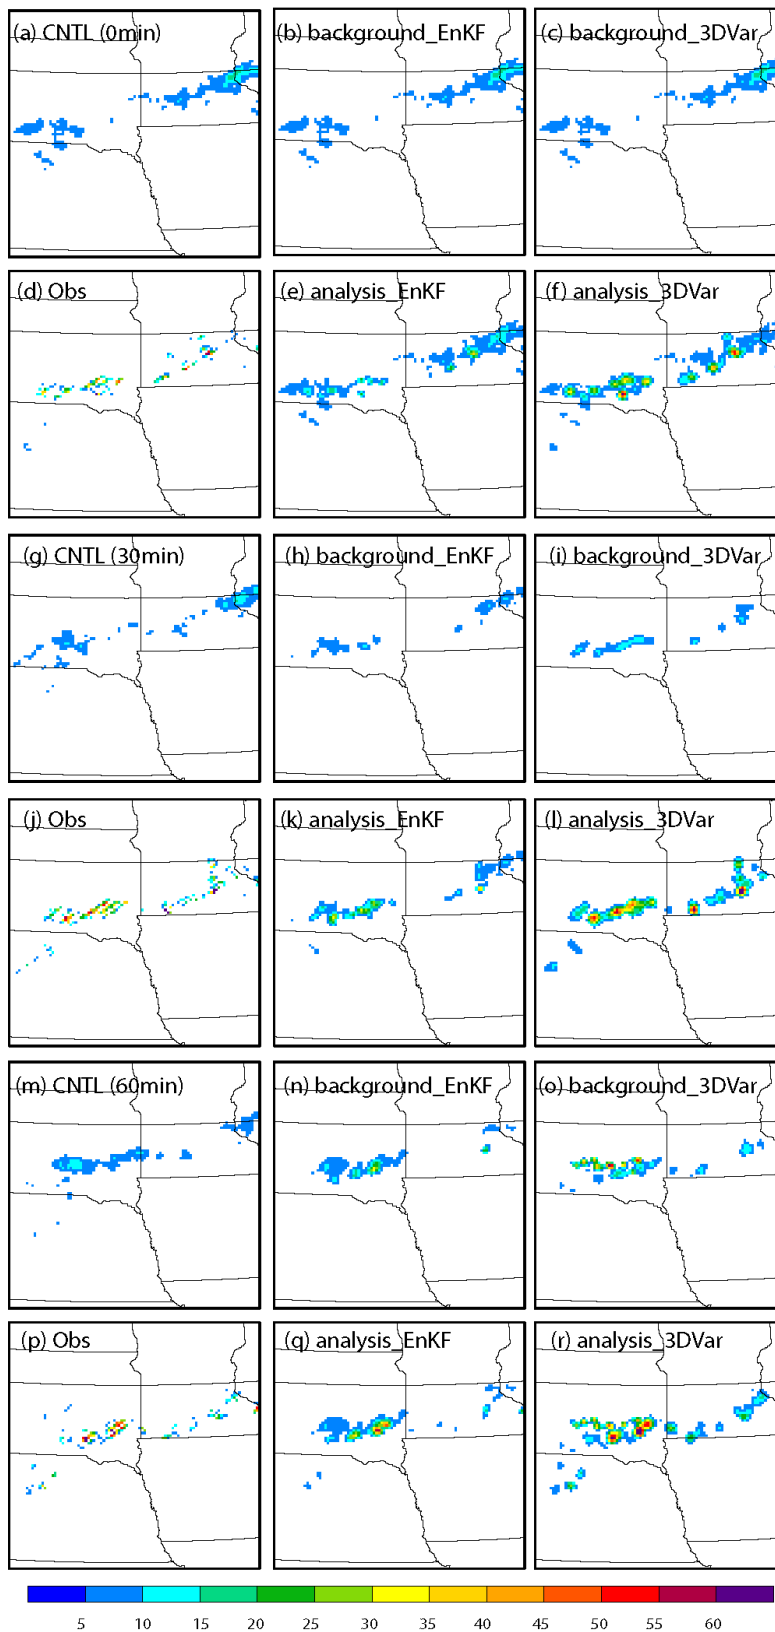 (a) CNTL (0min)
(b) background_EnKF
(c) background_3DVar
(d) Obs
(e) analysis_EnKF
(f) analysis_3DVar
(g) CNTL (30min)
(h) background_EnKF
(i) background_3DVar
(j) Obs
(k) analysis_EnKF
(l) analysis_3DVar
(m) CNTL (60min)
(n) background_EnKF
(o) background_3DVar
(p) Obs
(q) analysis_EnKF
(r) analysis_3DVar
5 10 15 20 25 30 35 40 45 50 55 60